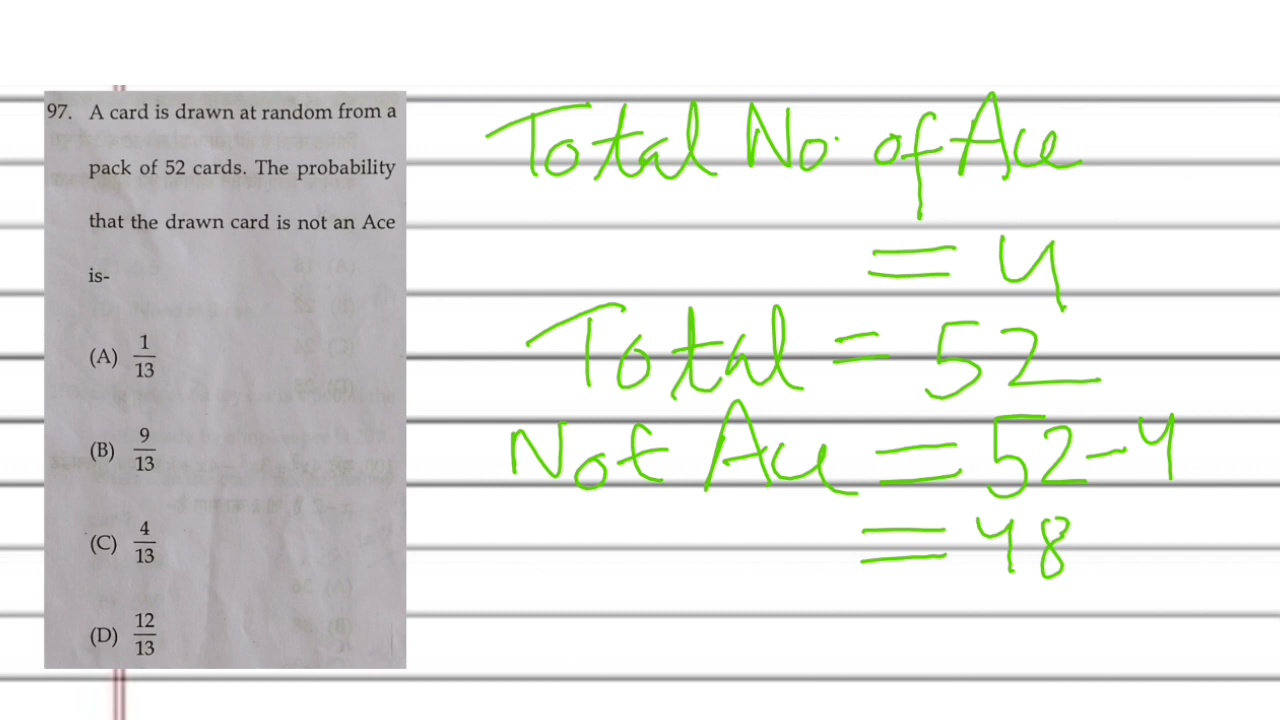 97. A card is drawn at random from a
pack of 52 cards. The probability
that the drawn card is not an Ace
is-
(A) 1/13
(B) 9/13
(C) 4/13
(D) 12/13
Total No. of Ace
= 4
Total = 52
Not Ace = 52-4
= 48